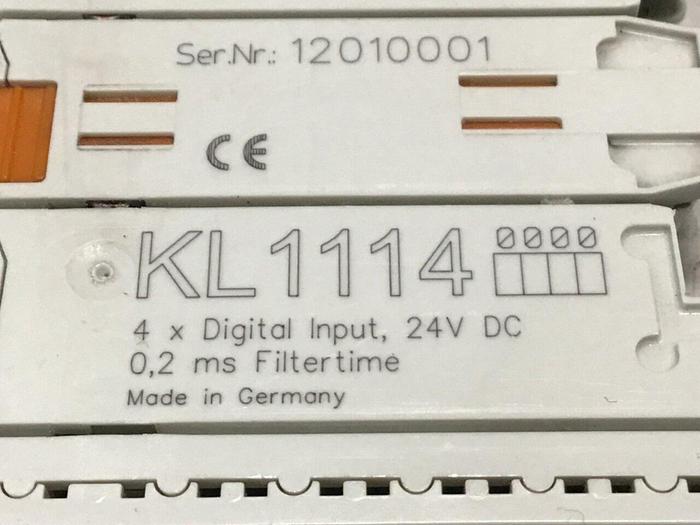 Ser.Nr.: 12010001
CE
KL1114 0000
4 x Digital Input, 24V DC
0,2 ms Filtertime
Made in Germany